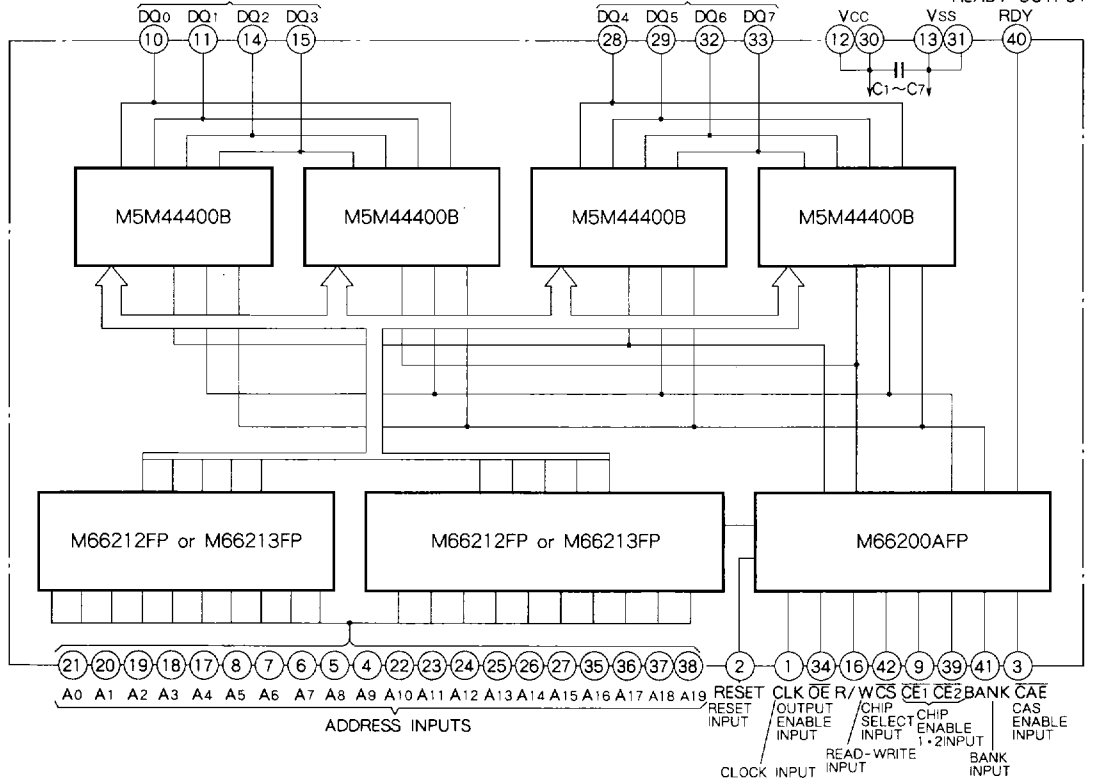 READY OUTPUT
DQ0 DQ1 DQ2 DQ3 DQ4 DQ5 DQ6 DQ7 VCC VSS RDY
10 11 14 15 28 29 32 33 12 30 13 31 40
C1~C7
M5M44400B M5M44400B M5M44400B M5M44400B
M66212FP or M66213FP M66212FP or M66213FP M66200AFP
21 20 19 18 17 8 7 6 5 4 22 23 24 25 26 27 35 36 37 38 2 1 34 16 42 9 39 41 3
A0 A1 A2 A3 A4 A5 A6 A7 A8 A9 A10 A11 A12 A13 A14 A15 A16 A17 A18 A19 RESET CLK OE R/W CS CE1 CE2 BANK CAE
ADDRESS INPUTS
RESET INPUT
CLOCK INPUT
OUTPUT ENABLE INPUT
READ-WRITE INPUT
CHIP SELECT INPUT
CHIP ENABLE 1・2INPUT
BANK INPUT
CAS ENABLE INPUT